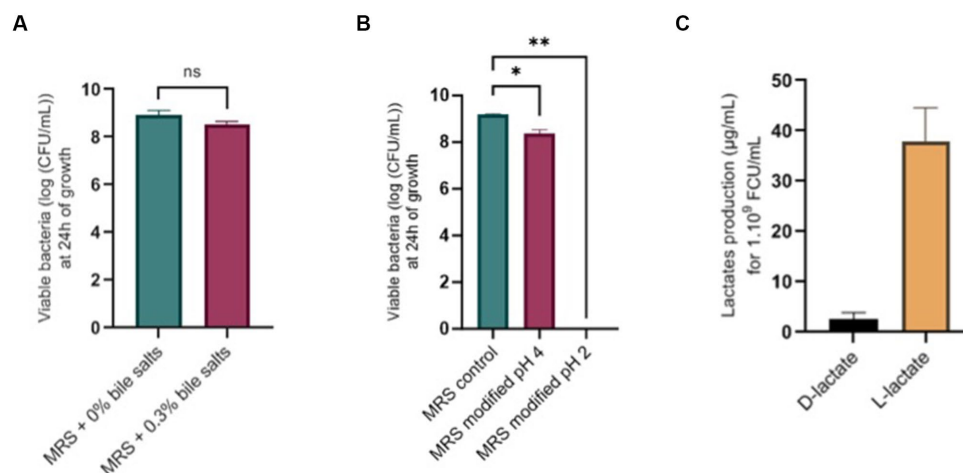 A
Viable bacteria (log (CFU/mL))
at 24h of growth
10
8
6
4
2
0
ns
MRS + 0% bile salts
MRS + 0.3% bile salts
B
Viable bacteria (log (CFU/mL))
at 24h of growth
10
8
6
4
2
0
**
*
MRS control
MRS modified pH 4
MRS modified pH 2
C
Lactates production (µg/mL)
for 1.10⁹ FCU/mL
50
40
30
20
10
0
D-lactate
L-lactate